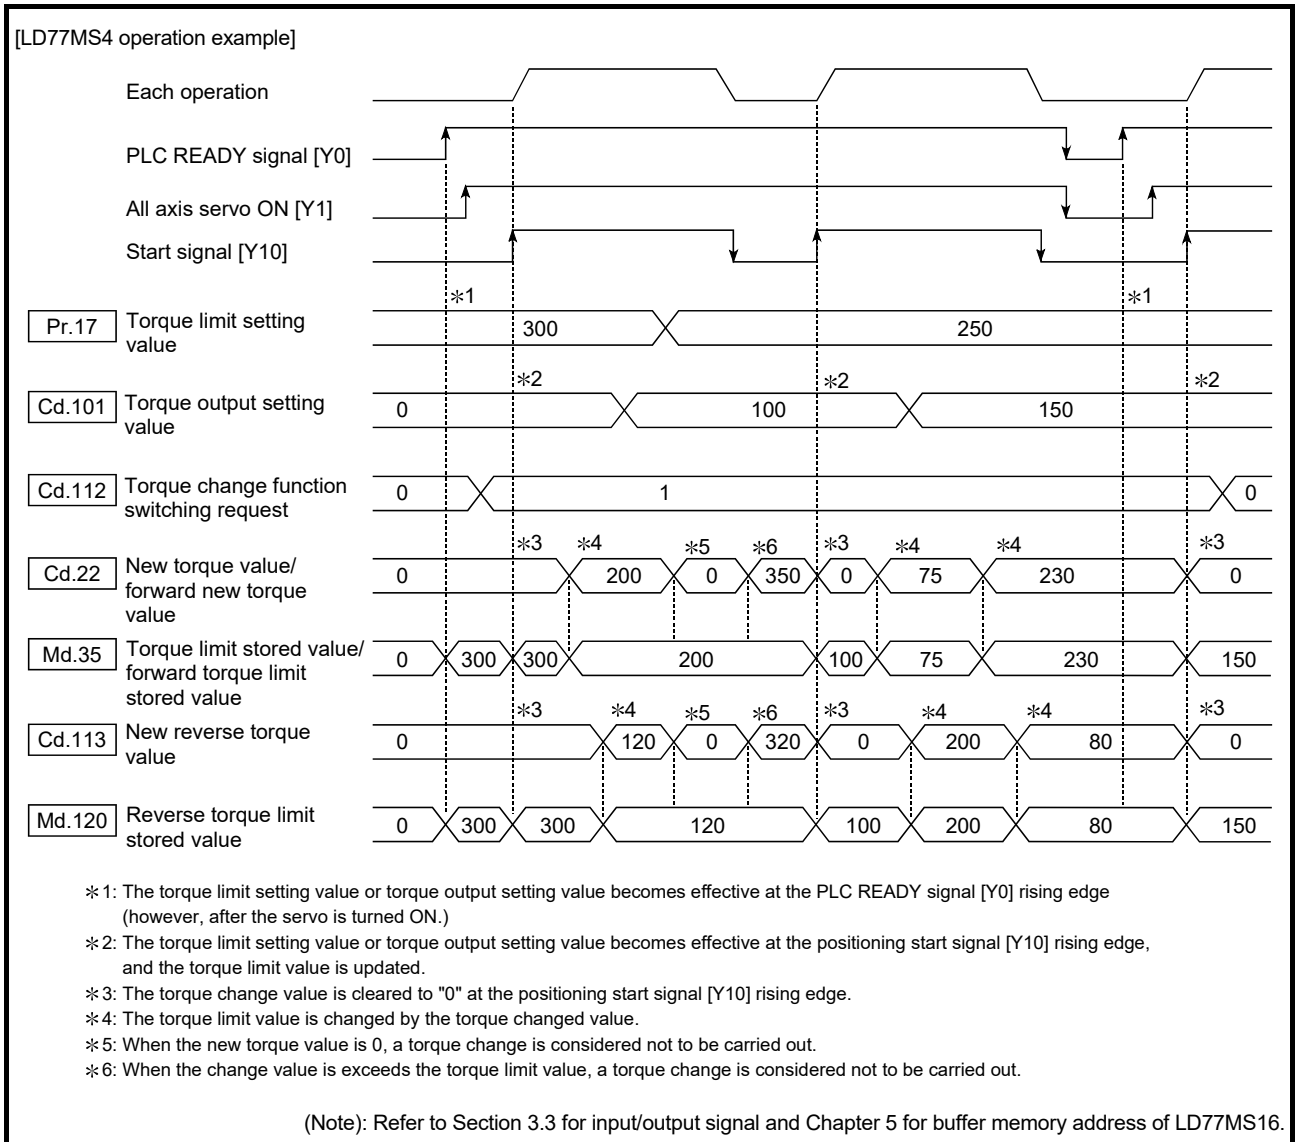 [LD77MS4 operation example]
Each operation
PLC READY signal [Y0]
All axis servo ON [Y1]
Start signal [Y10]
∗1 ∗1
Pr.17 Torque limit setting
value
300 250
∗2 ∗2 ∗2
Cd.101 Torque output setting
value
0 100 150
Cd.112 Torque change function
switching request
0 1 0
∗3 ∗4 ∗5 ∗6 ∗3 ∗4 ∗4 ∗3
Cd.22 New torque value/
forward new torque
value
0 200 0 350 0 75 230 0
Md.35 Torque limit stored value/
forward torque limit
stored value
0 300 300 200 100 75 230 150
∗3 ∗4 ∗5 ∗6 ∗3 ∗4 ∗4 ∗3
Cd.113 New reverse torque
value
0 120 0 320 0 200 80 0
Md.120 Reverse torque limit
stored value
0 300 300 120 100 200 80 150
∗1: The torque limit setting value or torque output setting value becomes effective at the PLC READY signal [Y0] rising edge
(however, after the servo is turned ON.)
∗2: The torque limit setting value or torque output setting value becomes effective at the positioning start signal [Y10] rising edge,
and the torque limit value is updated.
∗3: The torque change value is cleared to "0" at the positioning start signal [Y10] rising edge.
∗4: The torque limit value is changed by the torque changed value.
∗5: When the new torque value is 0, a torque change is considered not to be carried out.
∗6: When the change value is exceeds the torque limit value, a torque change is considered not to be carried out.
(Note): Refer to Section 3.3 for input/output signal and Chapter 5 for buffer memory address of LD77MS16.